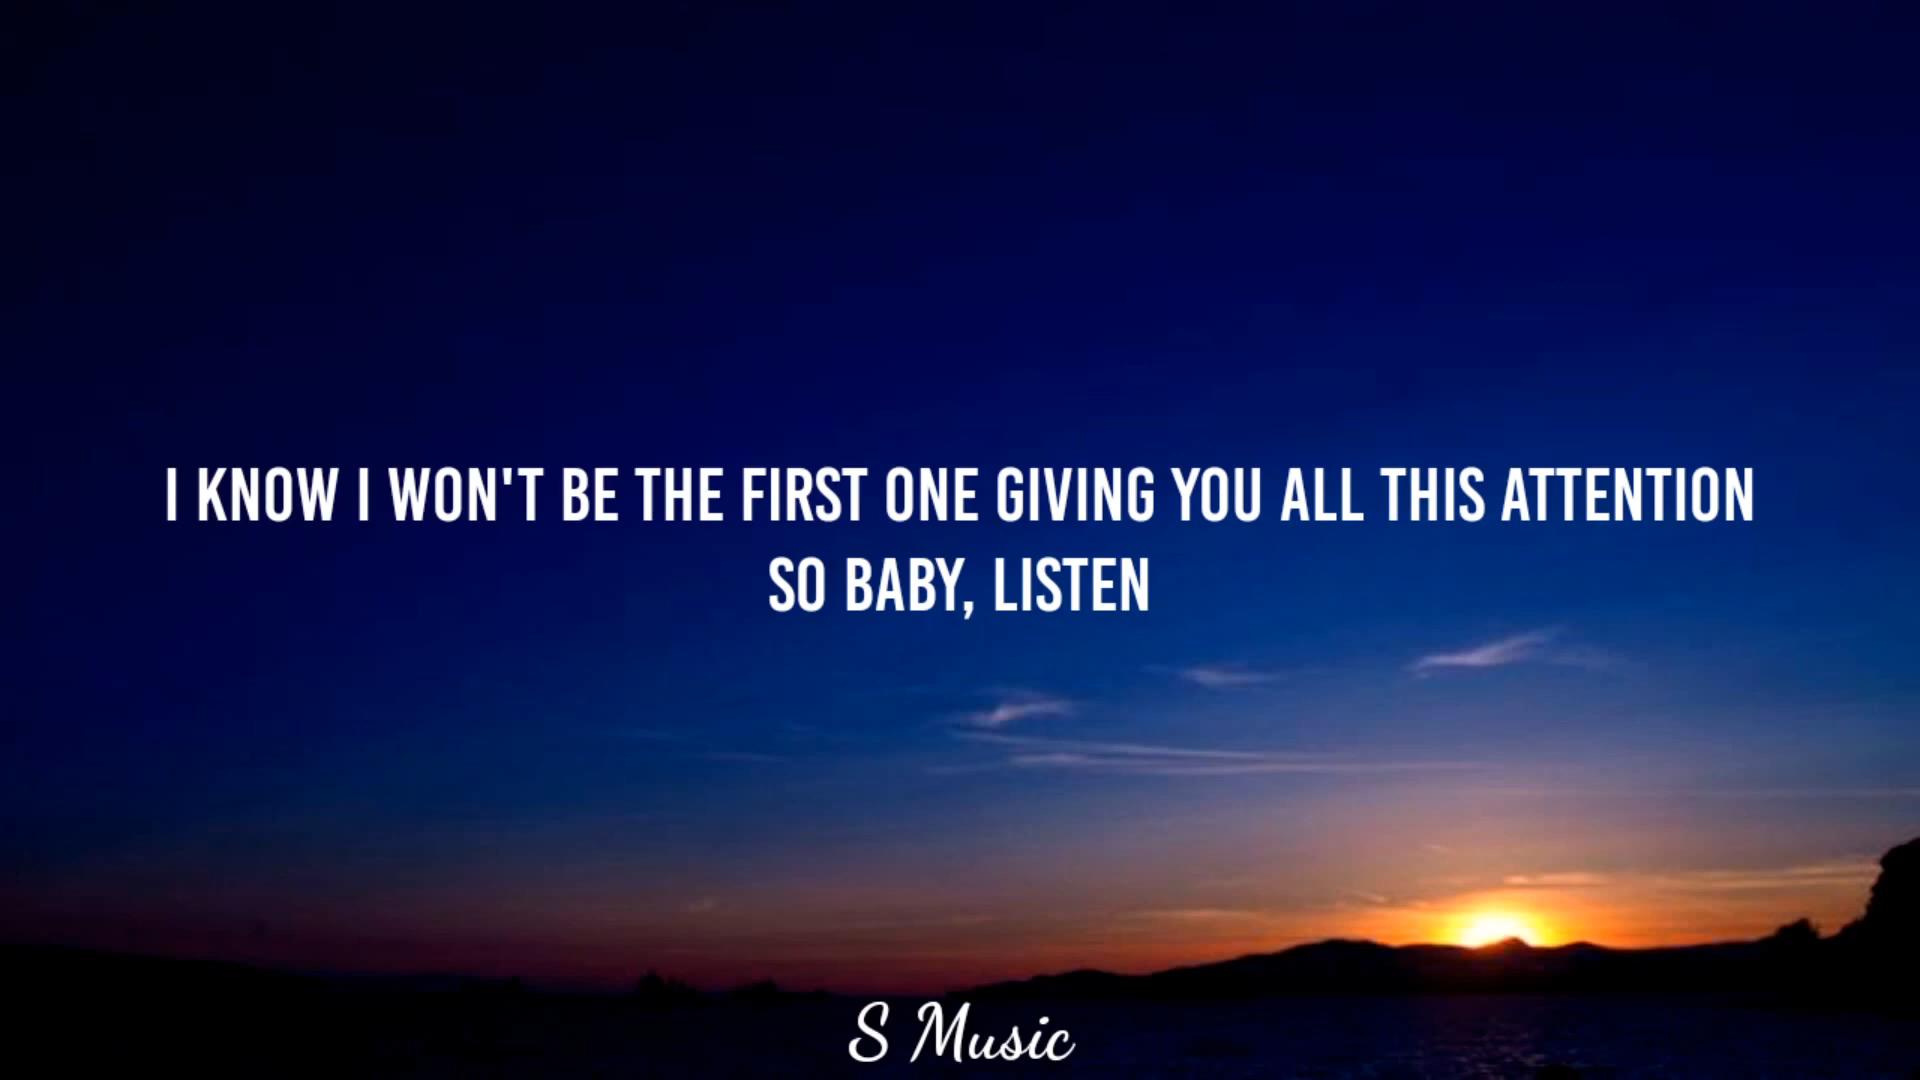 I KNOW I WON'T BE THE FIRST ONE GIVING YOU ALL THIS ATTENTION
SO BABY, LISTEN
S Music